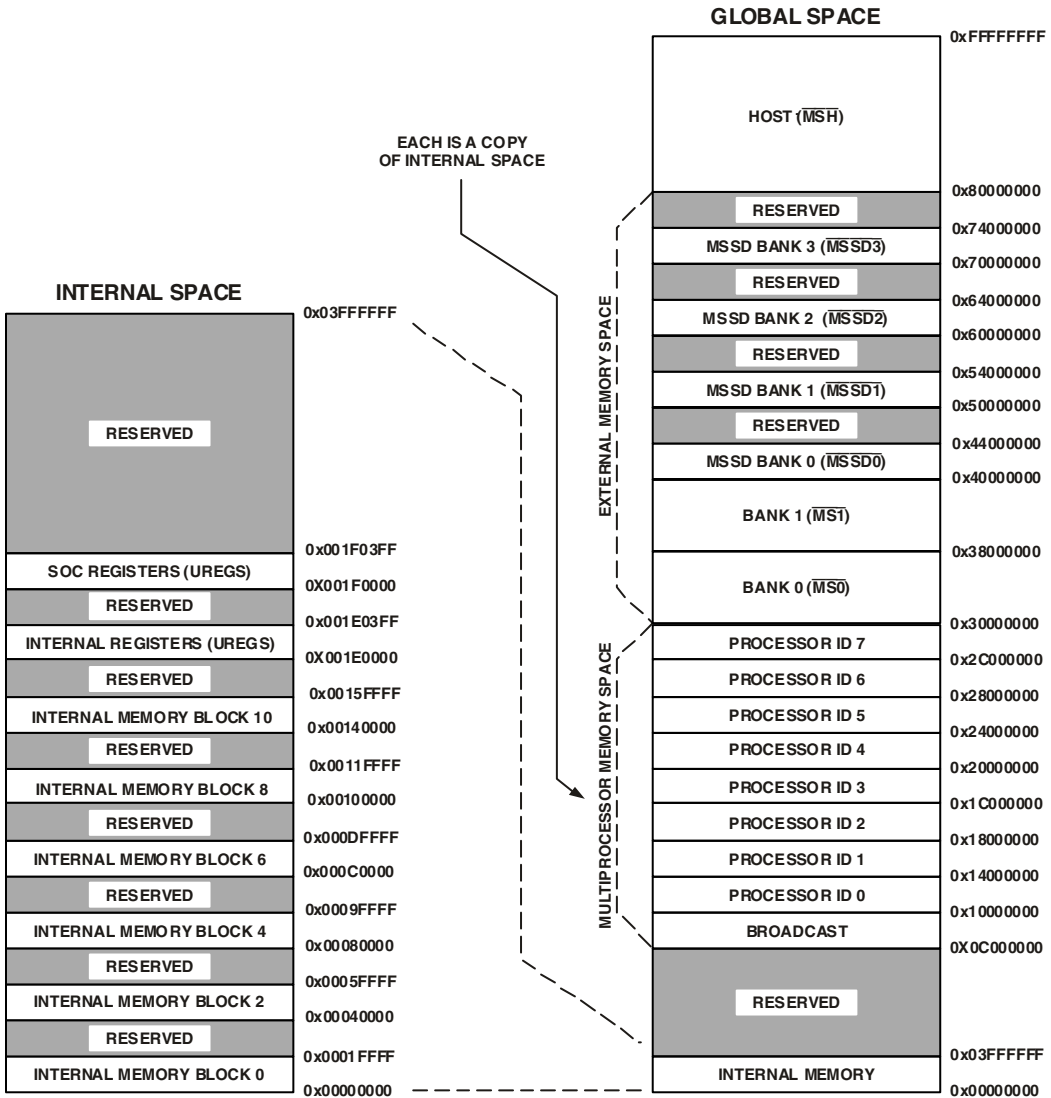 GLOBAL SPACE
0xFFFFFFFF
HOST (MSH)
EACH IS A COPY
OF INTERNAL SPACE
0x80000000
RESERVED
0x74000000
MSSD BANK 3 (MSSD3)
0x70000000
RESERVED
0x64000000
MSSD BANK 2 (MSSD2)
0x60000000
RESERVED
0x54000000
MSSD BANK 1 (MSSD1)
0x50000000
RESERVED
0x44000000
MSSD BANK 0 (MSSD0)
0x40000000
BANK 1 (MS1)
0x38000000
BANK 0 (MS0)
0x30000000
PROCESSOR ID 7
0x2C000000
PROCESSOR ID 6
0x28000000
PROCESSOR ID 5
0x24000000
PROCESSOR ID 4
0x20000000
PROCESSOR ID 3
0x1C000000
PROCESSOR ID 2
0x18000000
PROCESSOR ID 1
0x14000000
PROCESSOR ID 0
0x10000000
BROADCAST
0X0C000000
RESERVED
0x03FFFFFF
INTERNAL MEMORY
0x00000000
EXTERNAL MEMORY SPACE
MULTIPROCESSOR MEMORY SPACE
INTERNAL SPACE
0x03FFFFFF
RESERVED
0x001F03FF
SOC REGISTERS (UREGS)
0X001F0000
RESERVED
0x001E03FF
INTERNAL REGISTERS (UREGS)
0X001E0000
RESERVED
0x0015FFFF
INTERNAL MEMORY BLOCK 10
0x00140000
RESERVED
0x0011FFFF
INTERNAL MEMORY BLOCK 8
0x00100000
RESERVED
0x000DFFFF
INTERNAL MEMORY BLOCK 6
0x000C0000
RESERVED
0x0009FFFF
INTERNAL MEMORY BLOCK 4
0x00080000
RESERVED
0x0005FFFF
INTERNAL MEMORY BLOCK 2
0x00040000
RESERVED
0x0001FFFF
INTERNAL MEMORY BLOCK 0
0x00000000